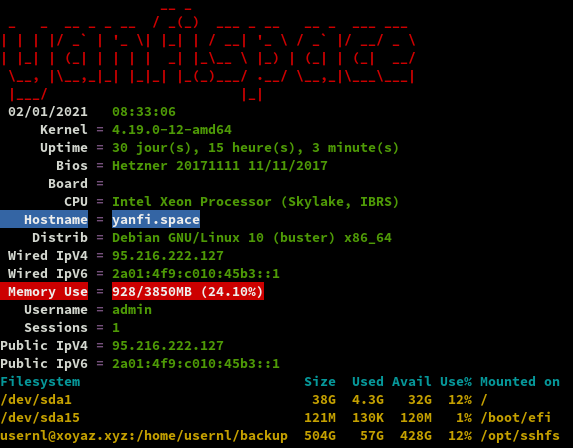 yanfi.space
02/01/2021 08:33:06
Kernel = 4.19.0-12-amd64
Uptime = 30 jour(s), 15 heure(s), 3 minute(s)
Bios = Hetzner 20171111 11/11/2017
Board =
CPU = Intel Xeon Processor (Skylake, IBRS)
Hostname = yanfi.space
Distrib = Debian GNU/Linux 10 (buster) x86_64
Wired IpV4 = 95.216.222.127
Wired IpV6 = 2a01:4f9:c010:45b3::1
Memory Use = 928/3850MB (24.10%)
Username = admin
Sessions = 1
Public IpV4 = 95.216.222.127
Public IpV6 = 2a01:4f9:c010:45b3::1
Filesystem Size Used Avail Use% Mounted on
/dev/sda1 38G 4.3G 32G 12% /
/dev/sda15 121M 130K 120M 1% /boot/efi
usernl@xoyaz.xyz:/home/usernl/backup 504G 57G 428G 12% /opt/sshfs